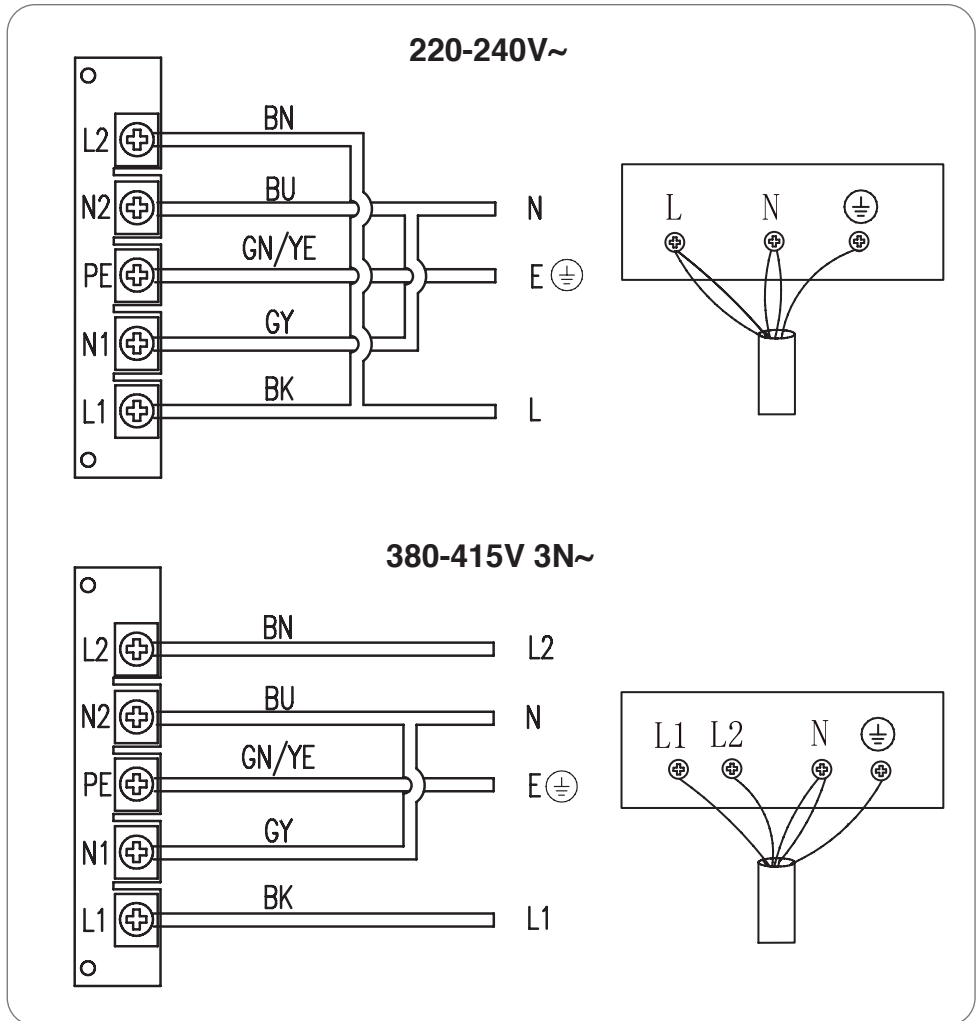 220-240V~
L2
BN
N2
BU
N
PE
GN/YE
E
N1
GY
L1
BK
L
L N
380-415V 3N~
L2
BN
L2
N2
BU
N
PE
GN/YE
E
N1
GY
L1
BK
L1
L1 L2 N